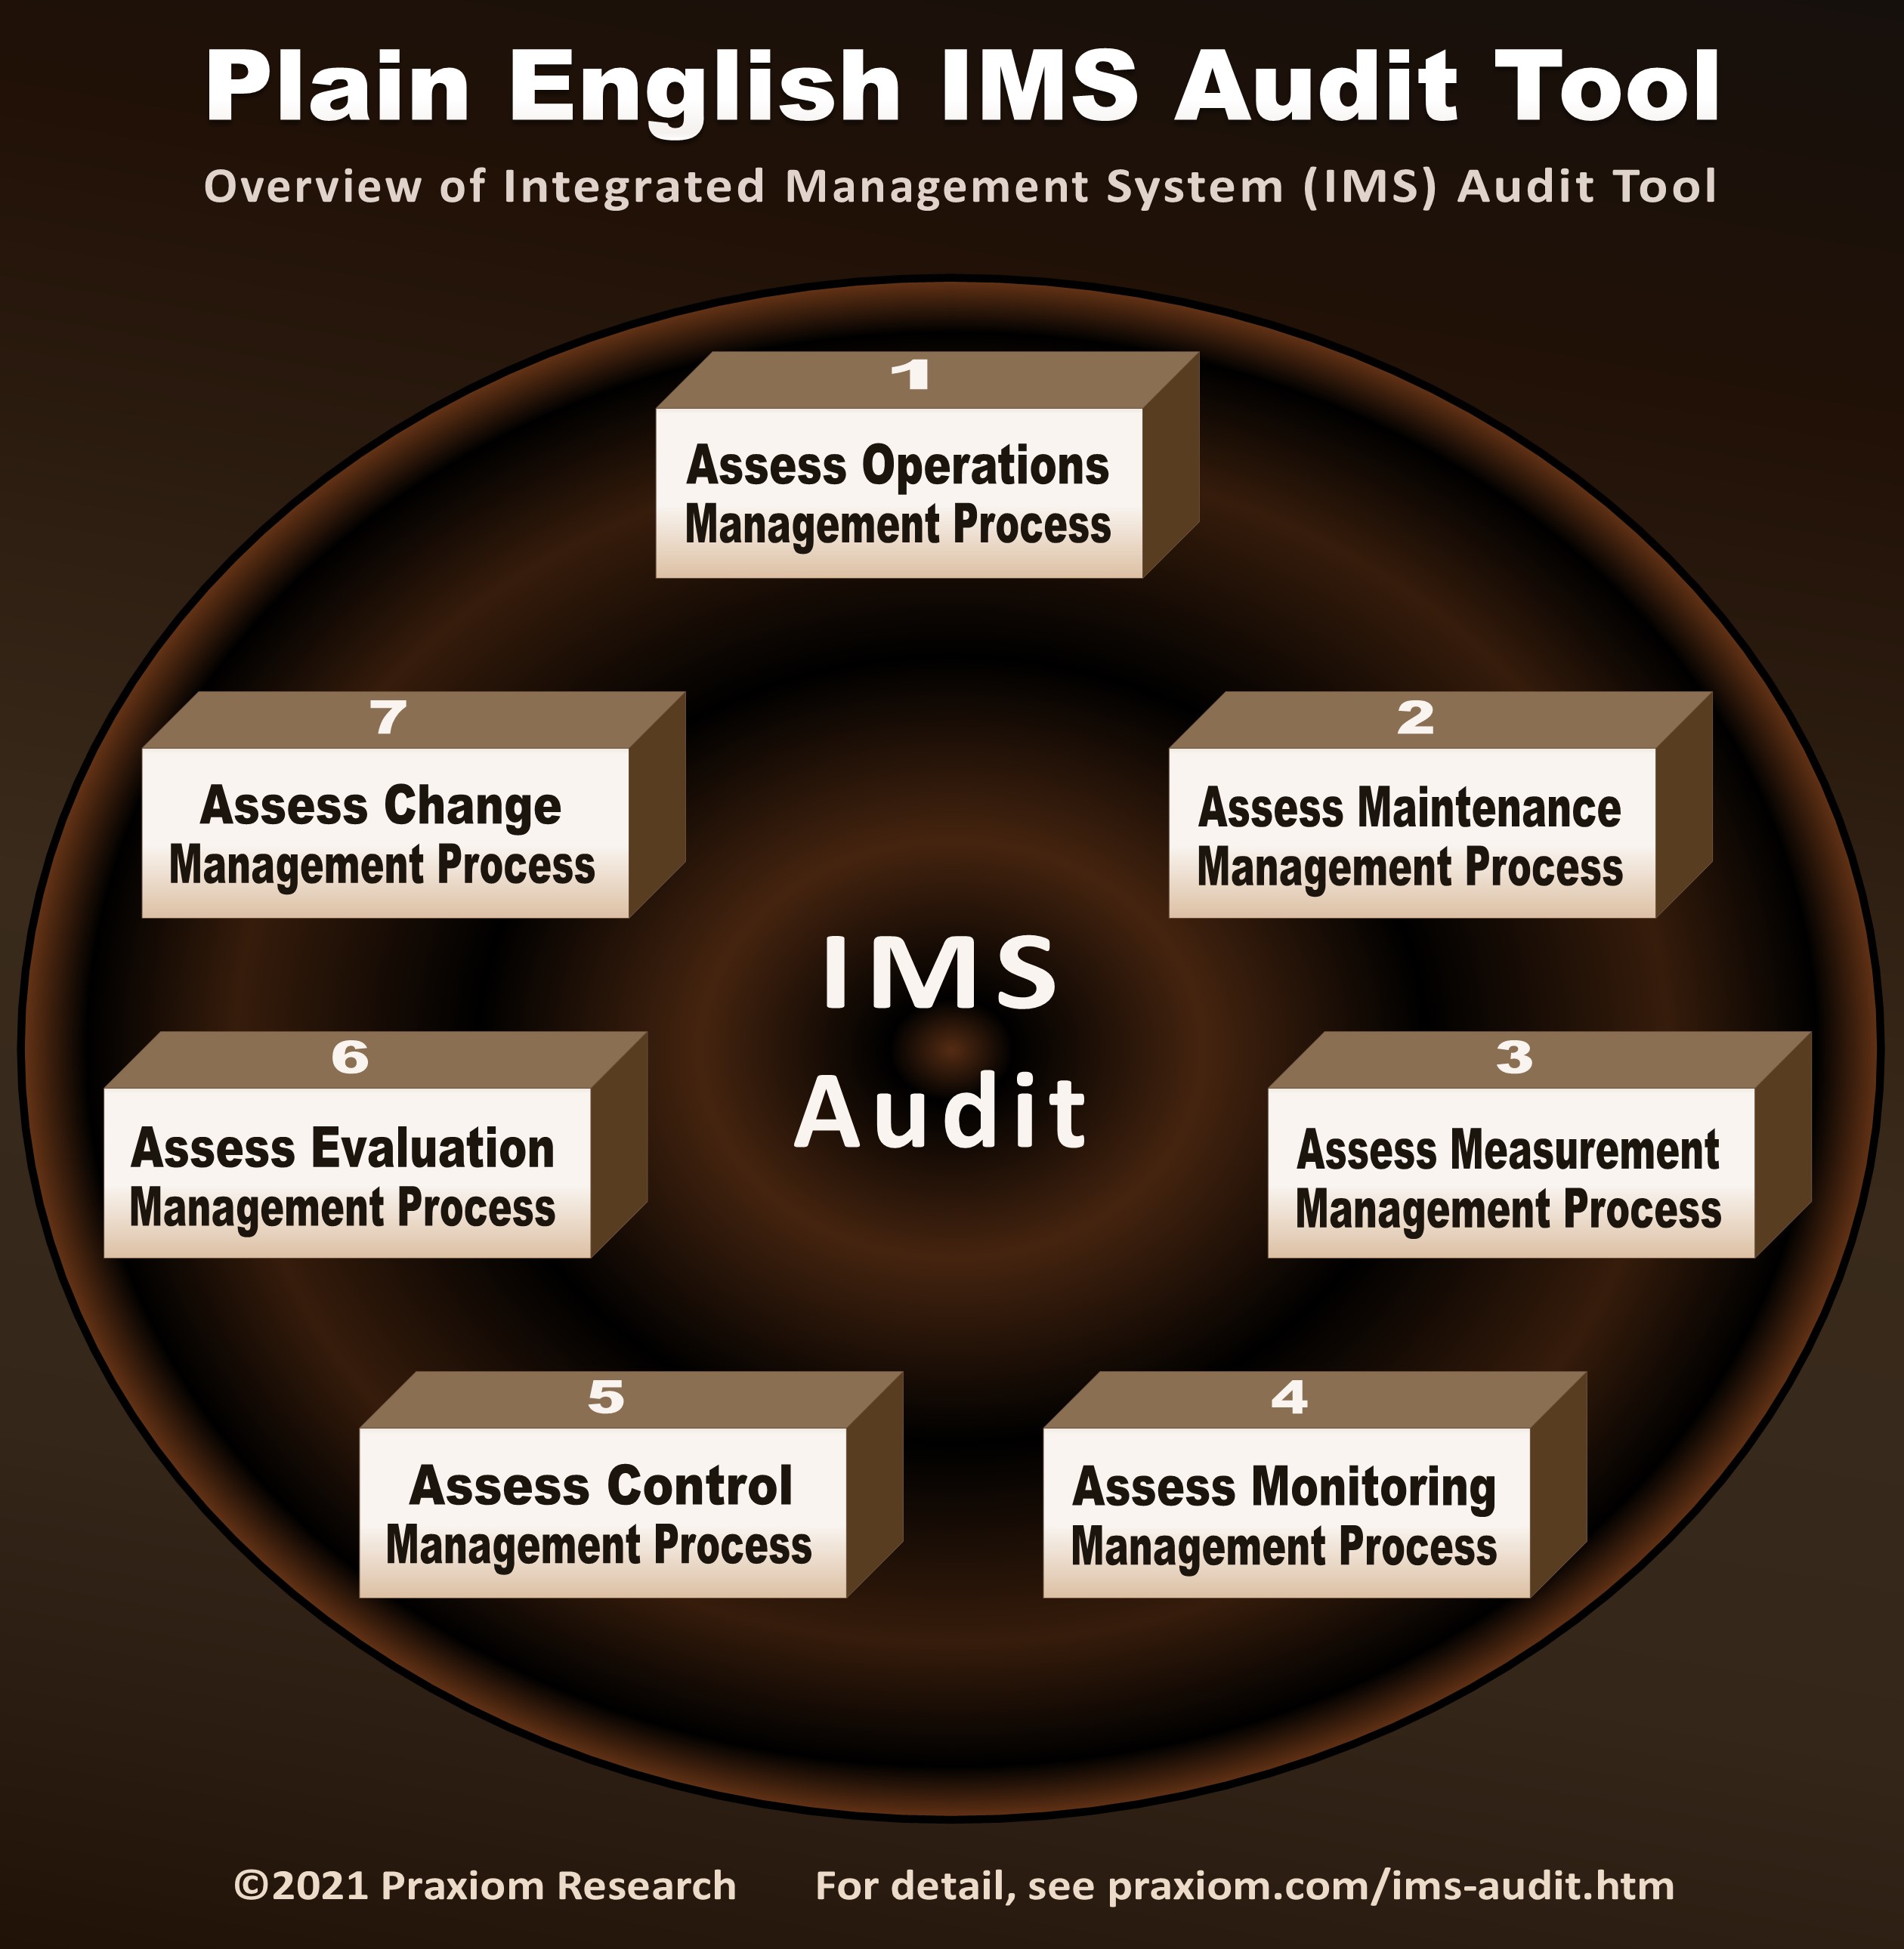 Plain English IMS Audit Tool
Overview of Integrated Management System (IMS) Audit Tool
1
Assess Operations
Management Process
2
Assess Maintenance
Management Process
3
Assess Measurement
Management Process
4
Assess Monitoring
Management Process
5
Assess Control
Management Process
6
Assess Evaluation
Management Process
7
Assess Change
Management Process
IMS
Audit
©2021 Praxiom Research
For detail, see praxiom.com/ims-audit.htm